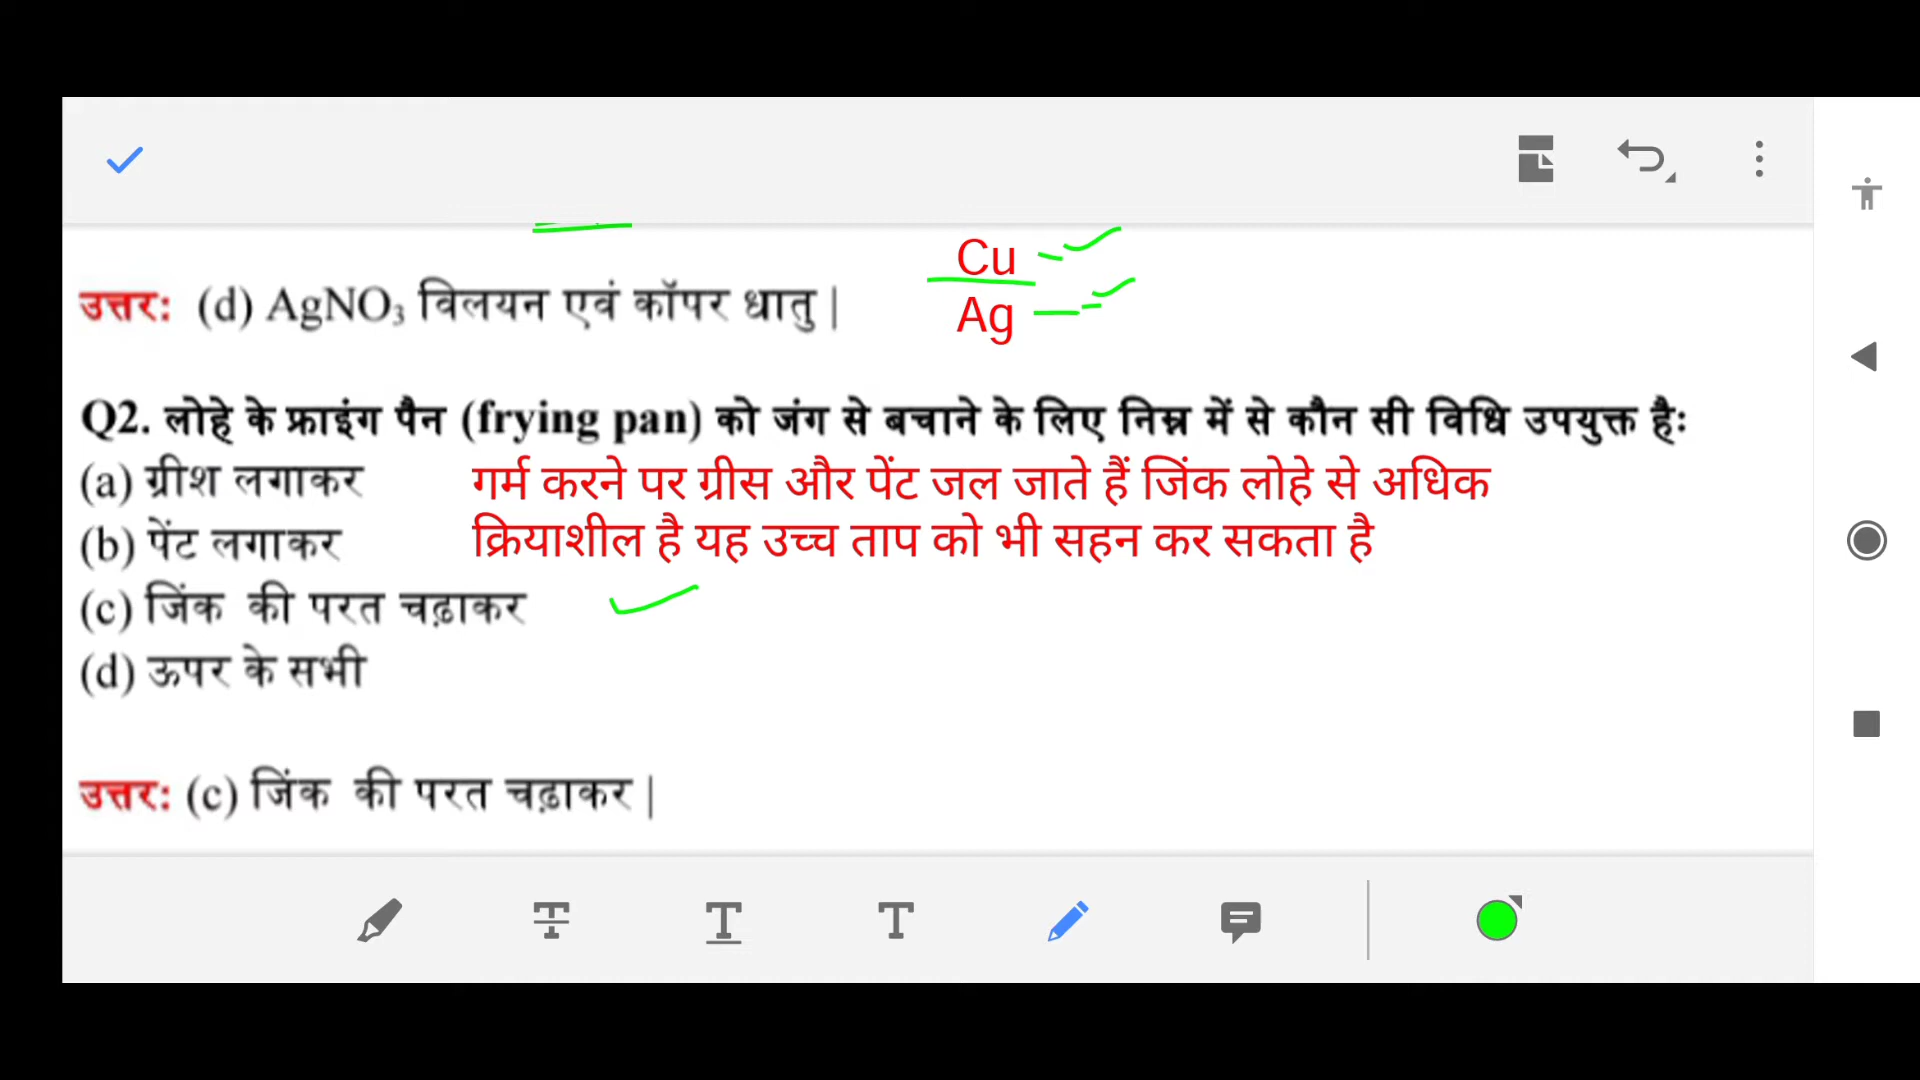 Cu
उत्तर: (d) AgNO₃ विलयन एवं कॉपर धातु |
Ag
Q2. लोहे के फ्राइंग पैन (frying pan) को जंग से बचाने के लिए निम्न में से कौन सी विधि उपयुक्त है:
(a) ग्रीश लगाकर
गर्म करने पर ग्रीस और पेंट जल जाते हैं जिंक लोहे से अधिक
(b) पेंट लगाकर
क्रियाशील है यह उच्च ताप को भी सहन कर सकता है
(c) जिंक की परत चढ़ाकर
(d) ऊपर के सभी
उत्तर: (c) जिंक की परत चढ़ाकर |